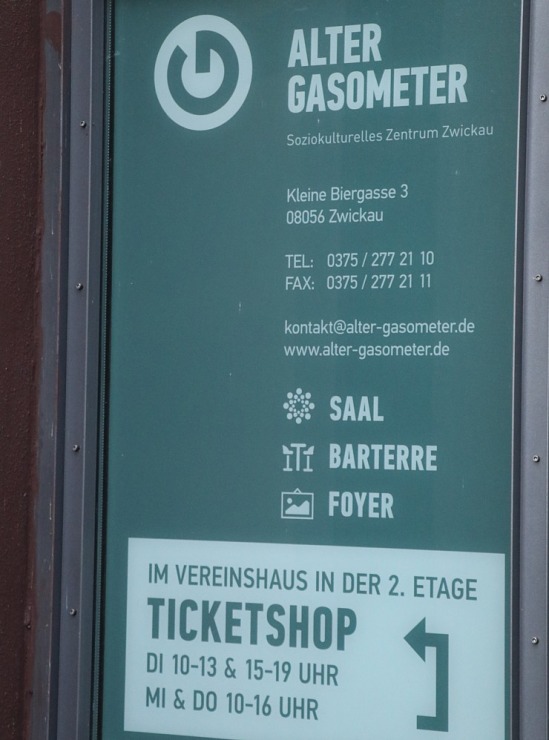 ALTER
GASOMETER
Soziokulturelles Zentrum Zwickau
Kleine Biergasse 3
08056 Zwickau
TEL: 0375 / 277 21 10
FAX: 0375 / 277 21 11
kontakt@alter-gasometer.de
www.alter-gasometer.de
SAAL
BARTERRE
FOYER
IM VEREINSHAUS IN DER 2. ETAGE
TICKETSHOP
DI 10-13 & 15-19 UHR
MI & DO 10-16 UHR